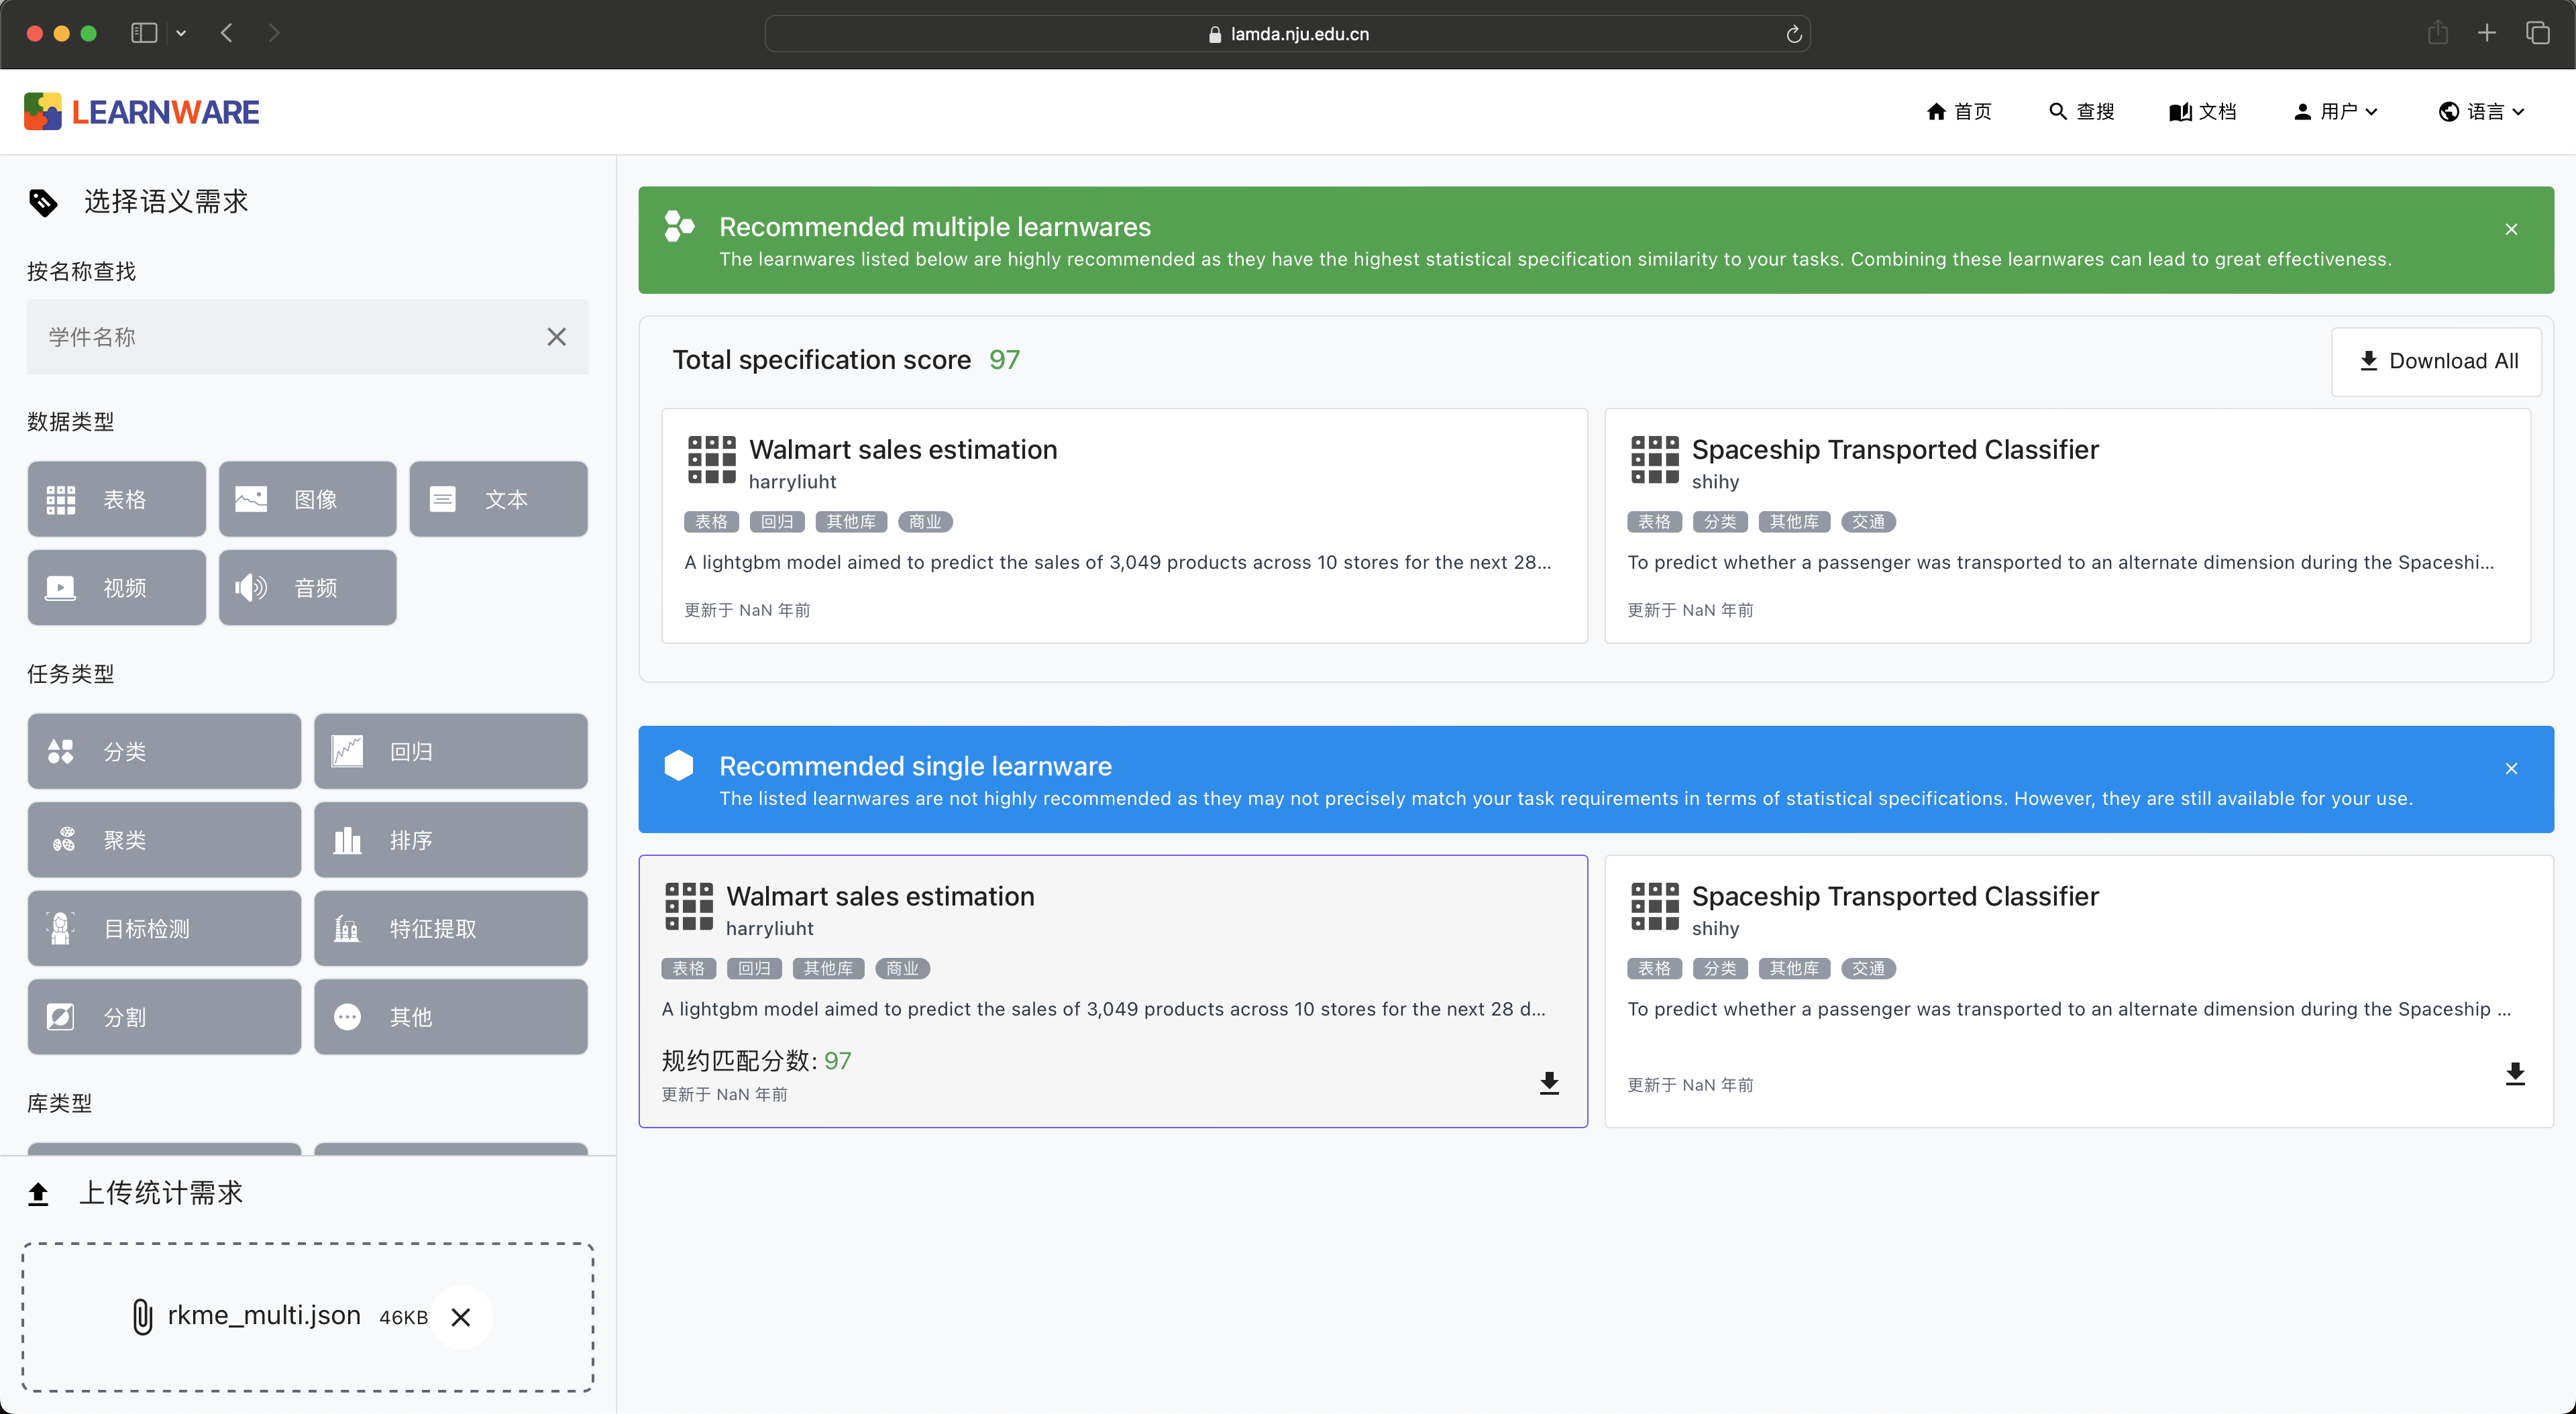 lamda.nju.edu.cn
LEARNWARE
首页
查搜
文档
用户
语言
选择语义需求
按名称查找
学件名称
数据类型
表格
图像
文本
视频
音频
任务类型
分类
回归
聚类
排序
目标检测
特征提取
分割
其他
库类型
上传统计需求
rkme_multi.json 46KB
Recommended multiple learnwares
The learnwares listed below are highly recommended as they have the highest statistical specification similarity to your tasks. Combining these learnwares can lead to great effectiveness.
Total specification score 97
Download All
Walmart sales estimation
harryliuht
表格 回归 其他库 商业
A lightgbm model aimed to predict the sales of 3,049 products across 10 stores for the next 28...
更新于 NaN 年前
Spaceship Transported Classifier
shihy
表格 分类 其他库 交通
To predict whether a passenger was transported to an alternate dimension during the Spaceshi...
更新于 NaN 年前
Recommended single learnware
The listed learnwares are not highly recommended as they may not precisely match your task requirements in terms of statistical specifications. However, they are still available for your use.
Walmart sales estimation
harryliuht
表格 回归 其他库 商业
A lightgbm model aimed to predict the sales of 3,049 products across 10 stores for the next 28 d...
规约匹配分数: 97
更新于 NaN 年前
Spaceship Transported Classifier
shihy
表格 分类 其他库 交通
To predict whether a passenger was transported to an alternate dimension during the Spaceship ...
更新于 NaN 年前